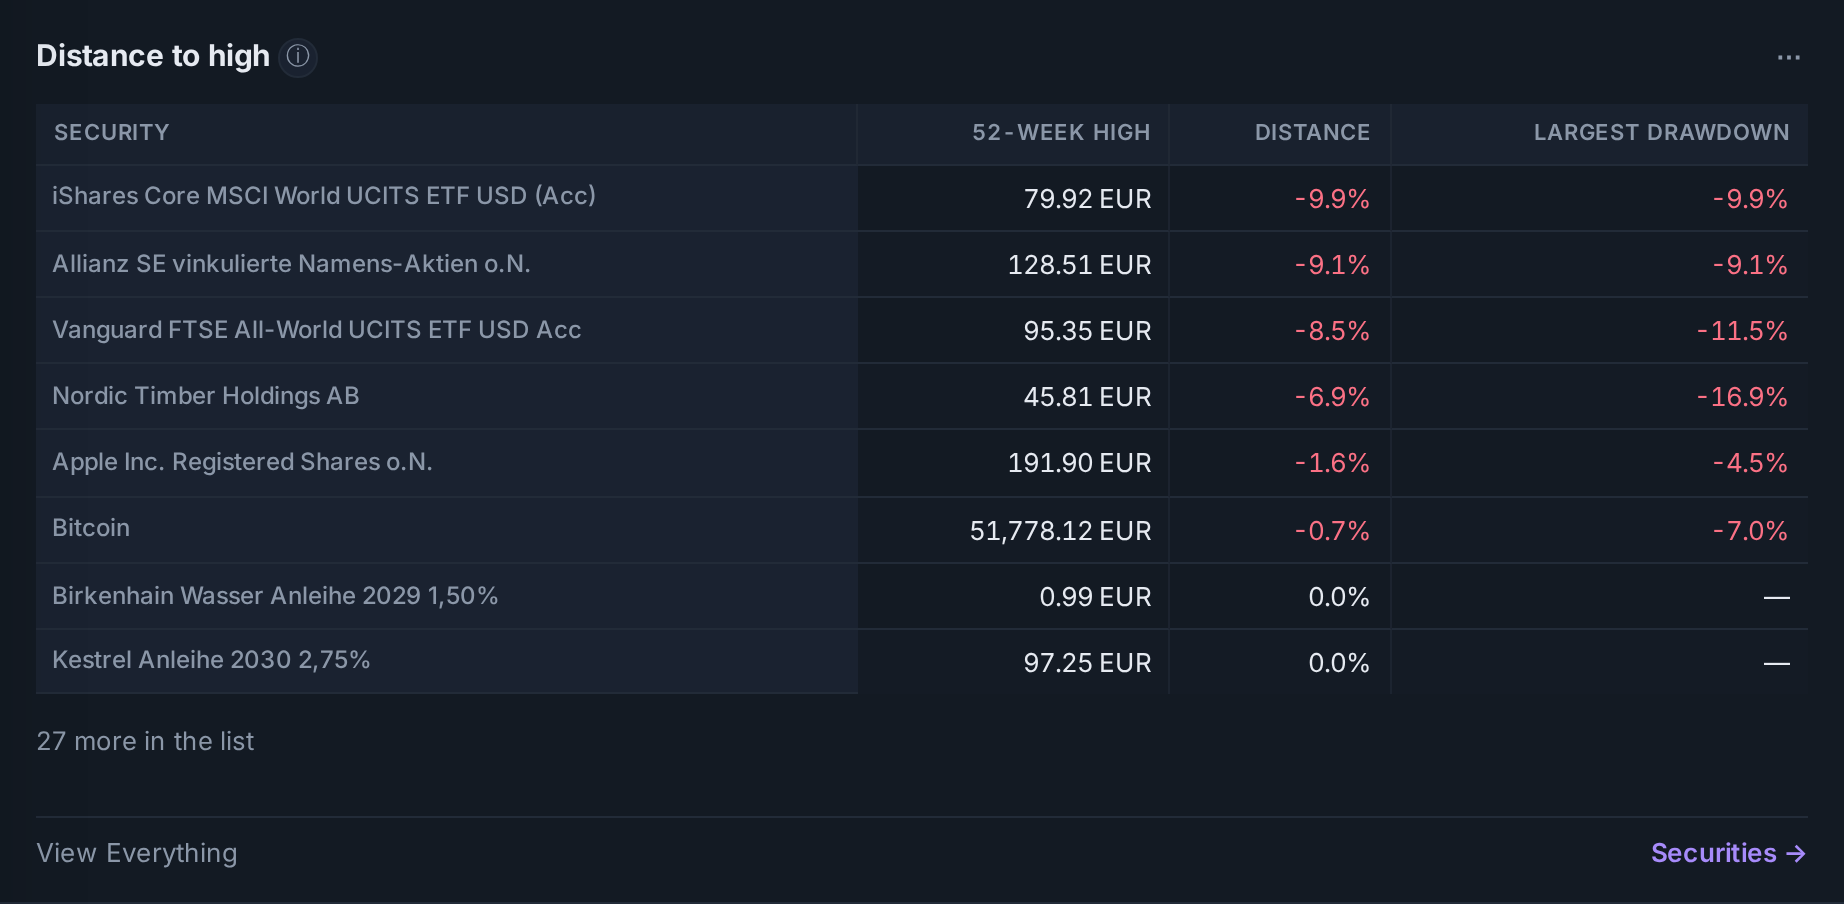 Distance to high ⓘ
...
SECURITY 52-WEEK HIGH DISTANCE LARGEST DRAWDOWN
iShares Core MSCI World UCITS ETF USD (Acc) 79.92 EUR -9.9% -9.9%
Allianz SE vinkulierte Namens-Aktien o.N. 128.51 EUR -9.1% -9.1%
Vanguard FTSE All-World UCITS ETF USD Acc 95.35 EUR -8.5% -11.5%
Nordic Timber Holdings AB 45.81 EUR -6.9% -16.9%
Apple Inc. Registered Shares o.N. 191.90 EUR -1.6% -4.5%
Bitcoin 51,778.12 EUR -0.7% -7.0%
Birkenhain Wasser Anleihe 2029 1,50% 0.99 EUR 0.0% —
Kestrel Anleihe 2030 2,75% 97.25 EUR 0.0% —
27 more in the list
View Everything Securities →